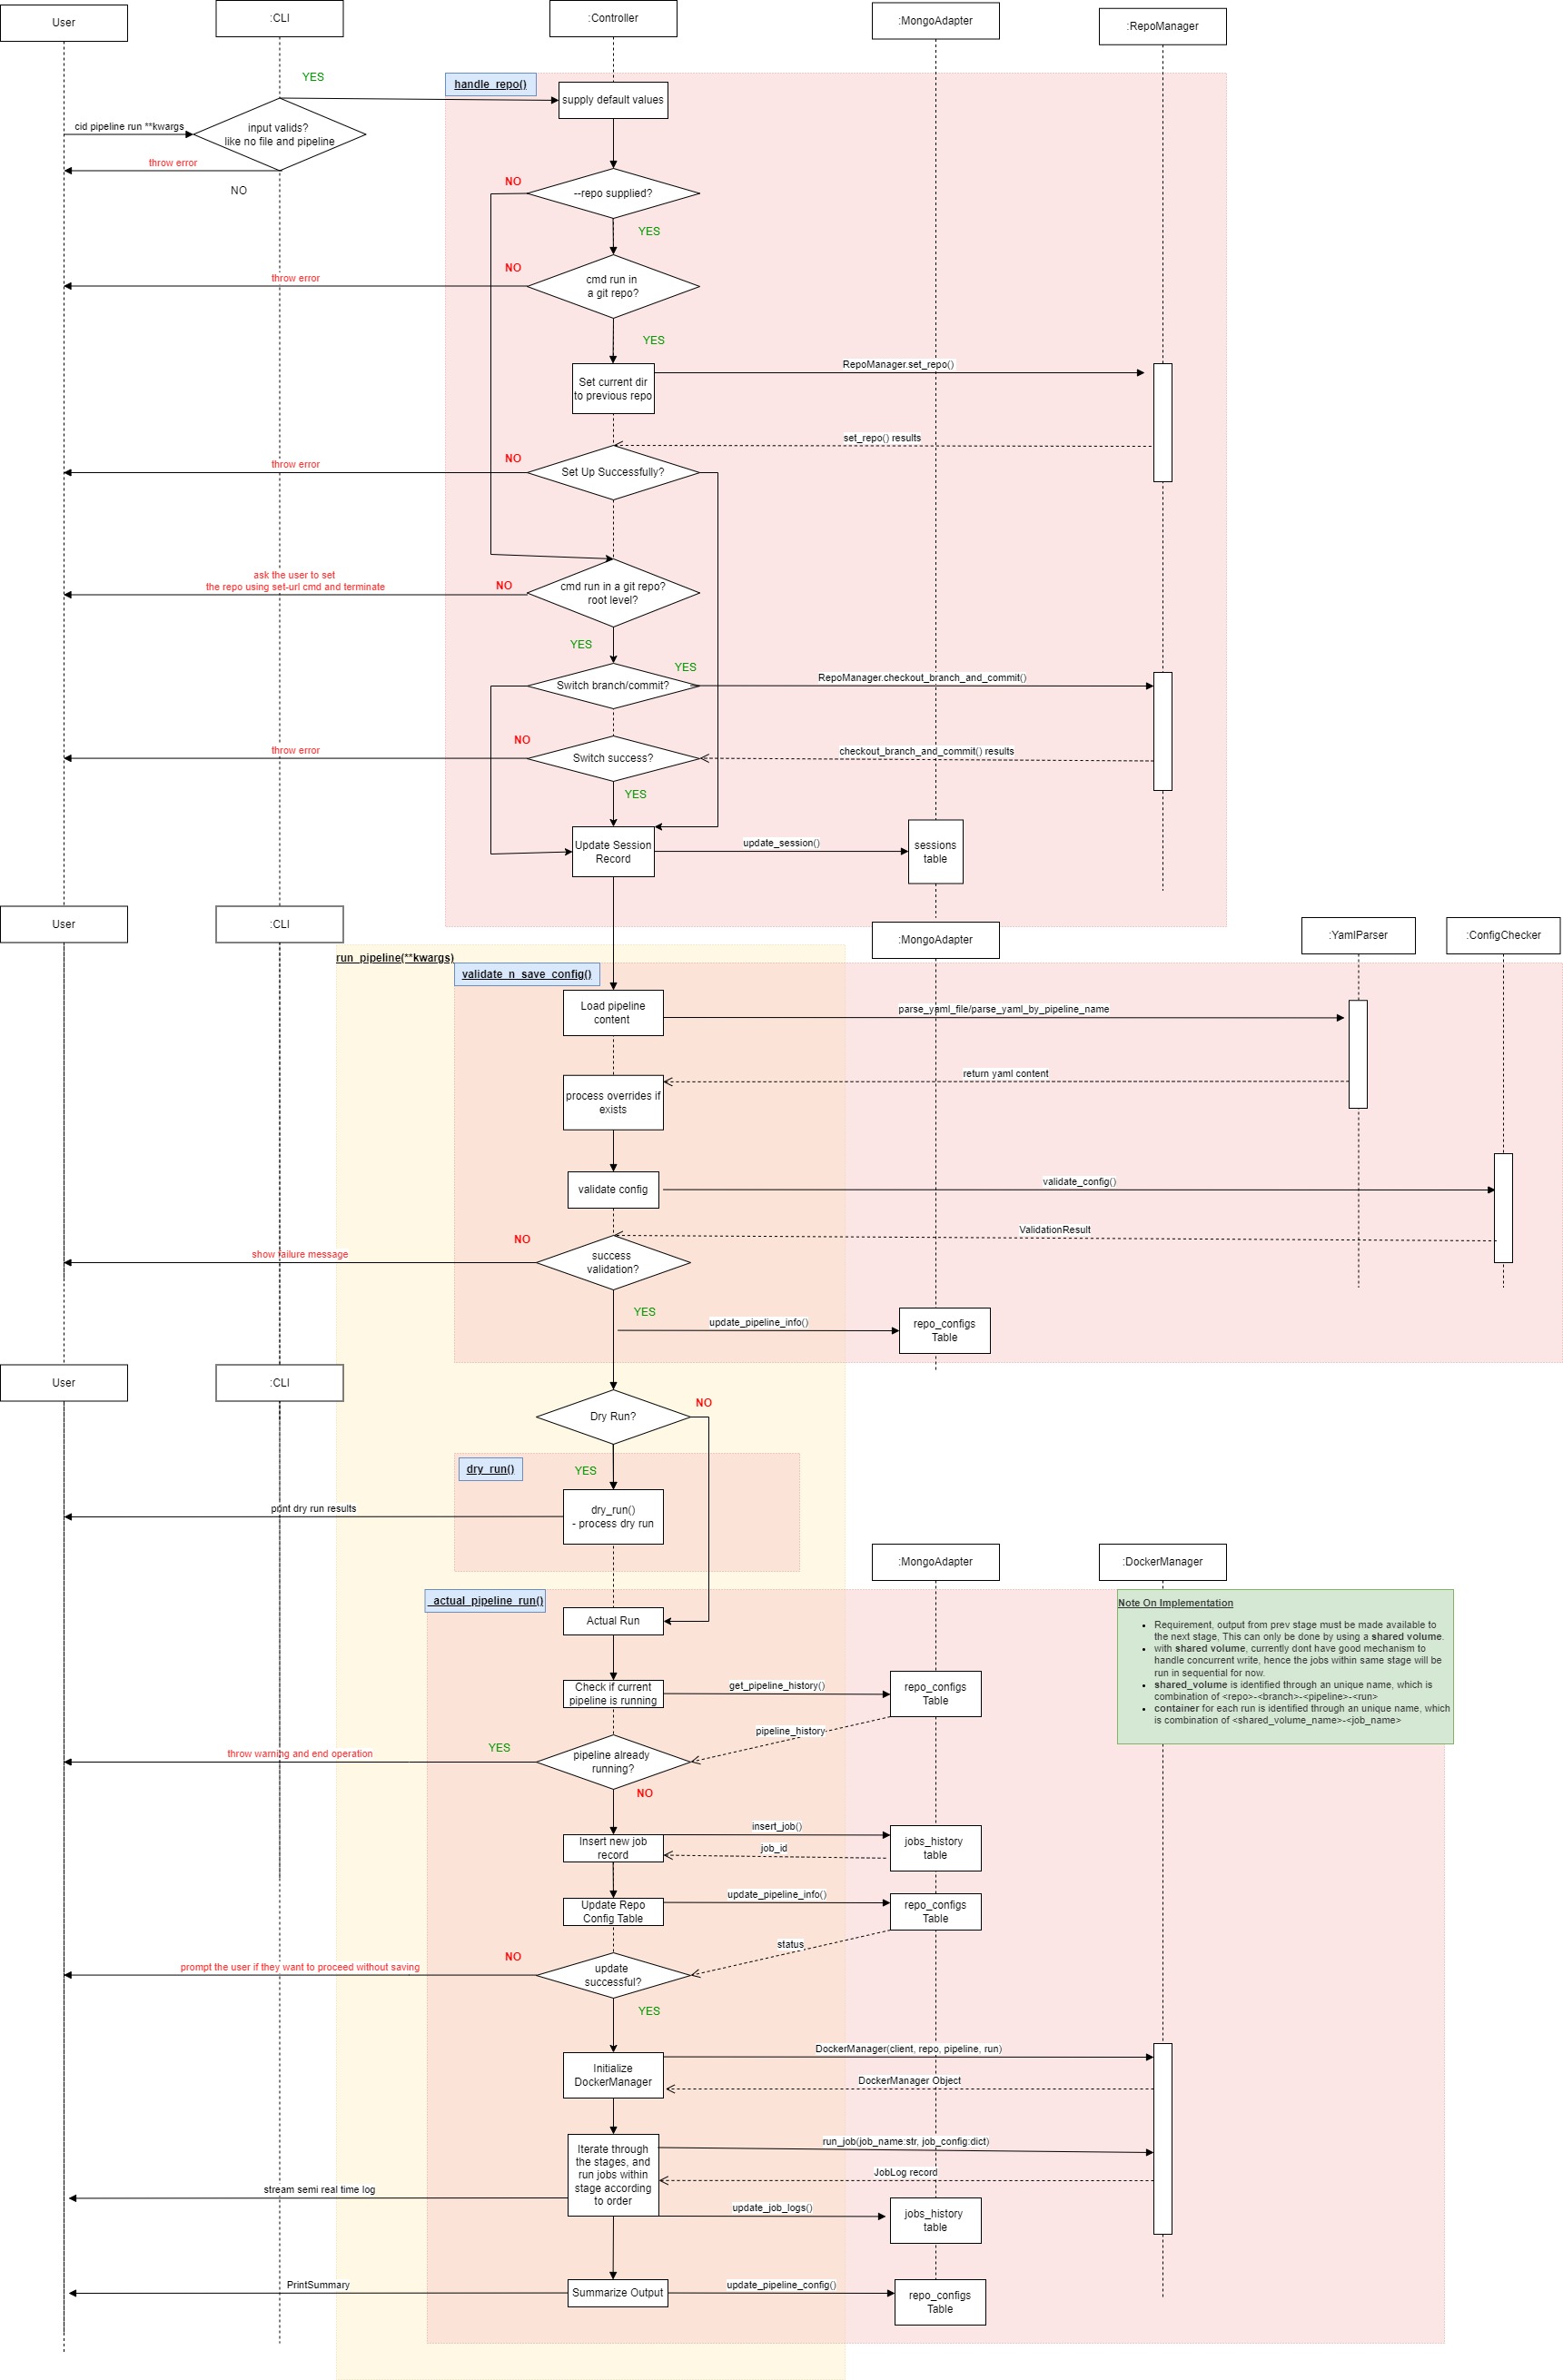 User
:CLI
:Controller
:MongoAdapter
:RepoManager
YES
handle_repo()
supply default values
cid pipeline run **kwargs
input valids?
like no file and pipeline
throw error
NO
NO
--repo supplied?
YES
NO
cmd run in
a git repo?
throw error
YES
RepoManager.set_repo()
Set current dir
to previous repo
set_repo() results
NO
throw error
Set Up Successfully?
ask the user to set
the repo using set-url cmd and terminate
NO
cmd run in a git repo?
root level?
YES
YES
Switch branch/commit?
RepoManager.checkout_branch_and_commit()
NO
throw error
Switch success?
checkout_branch_and_commit() results
YES
Update Session
Record
update_session()
sessions
table
User
:CLI
:MongoAdapter
:YamlParser
:ConfigChecker
run_pipeline(**kwargs)
validate_n_save_config()
Load pipeline
content
parse_yaml_file/parse_yaml_by_pipeline_name
return yaml content
process overrides if
exists
validate config
validate_config()
ValidationResult
NO
show failure message
success
validation?
YES
update_pipeline_info()
repo_configs
Table
User
:CLI
NO
Dry Run?
dry_run()
YES
print dry run results
dry_run()
- process dry run
:MongoAdapter
:DockerManager
_actual_pipeline_run()
Note On Implementation
• Requirement, output from prev stage must be made available to
the next stage, This can only be done by using a shared volume.
• with shared volume, currently dont have good mechanism to
handle concurrent write, hence the jobs within same stage will be
run in sequential for now.
• shared_volume is identified through an unique name, which is
combination of <repo>-<branch>-<pipeline>-<run>
• container for each run is identified through an unique name, which
is combination of <shared_volume_name>-<job_name>
Actual Run
Check if current
pipeline is running
get_pipeline_history()
repo_configs
Table
pipeline_history
YES
throw warning and end operation
pipeline already
running?
NO
Insert new job
record
insert_job()
job_id
jobs_history
table
Update Repo
Config Table
update_pipeline_info()
repo_configs
Table
status
NO
prompt the user if they want to proceed without saving
update
successful?
YES
Initialize
DockerManager
DockerManager(client, repo, pipeline, run)
DockerManager Object
Iterate through
the stages, and
run jobs within
stage according
to order
run_job(job_name:str, job_config:dict)
JobLog record
stream semi real time log
update_job_logs()
jobs_history
table
PrintSummary
Summarize Output
update_pipeline_config()
repo_configs
Table